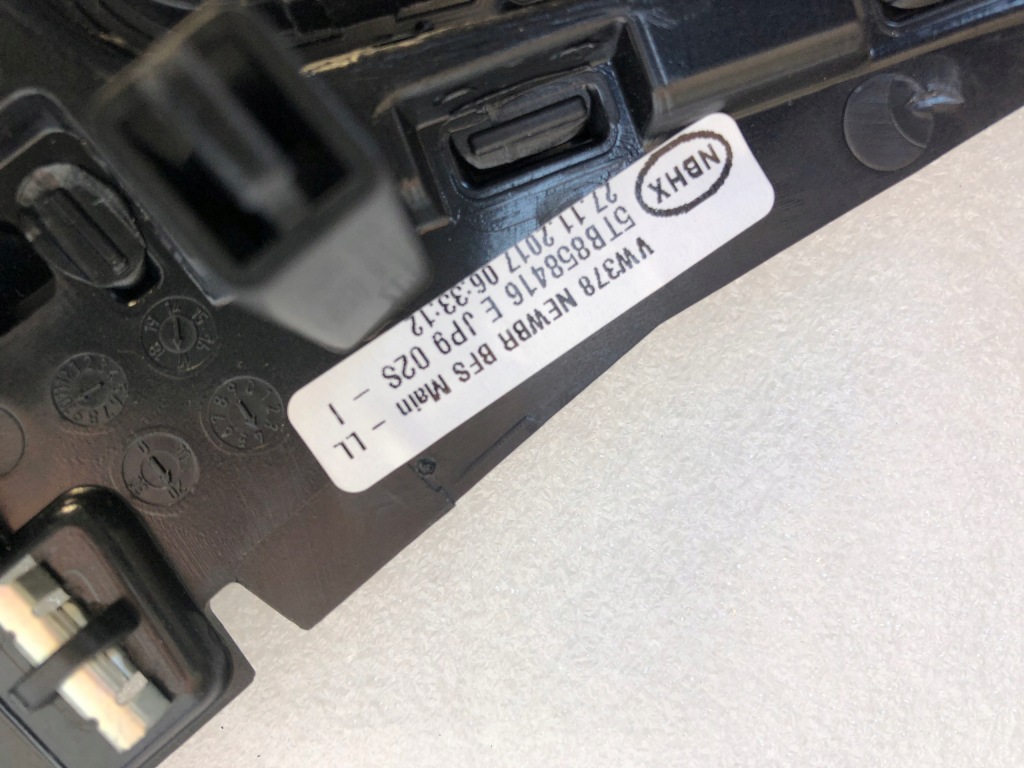 VW378 NEWBR BFS Main - LL
5TB858416 E JP9 02S - I
27.11.2017 06:33:12
NBHX